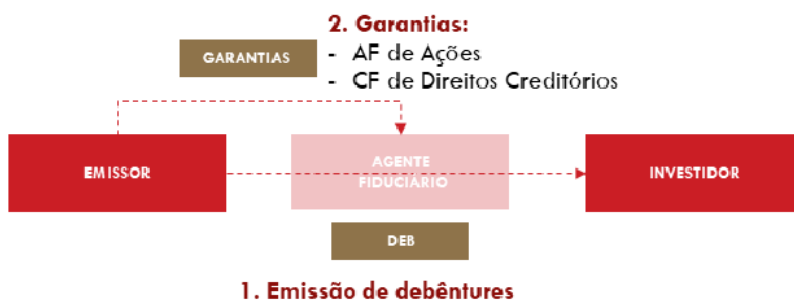 2. Garantias:
GARANTIAS
- AF de Ações
- CF de Direitos Creditórios
EMISSOR
AGENTE
FIDUCIÁRIO
INVESTIDOR
DEB
1. Emissão de debêntures